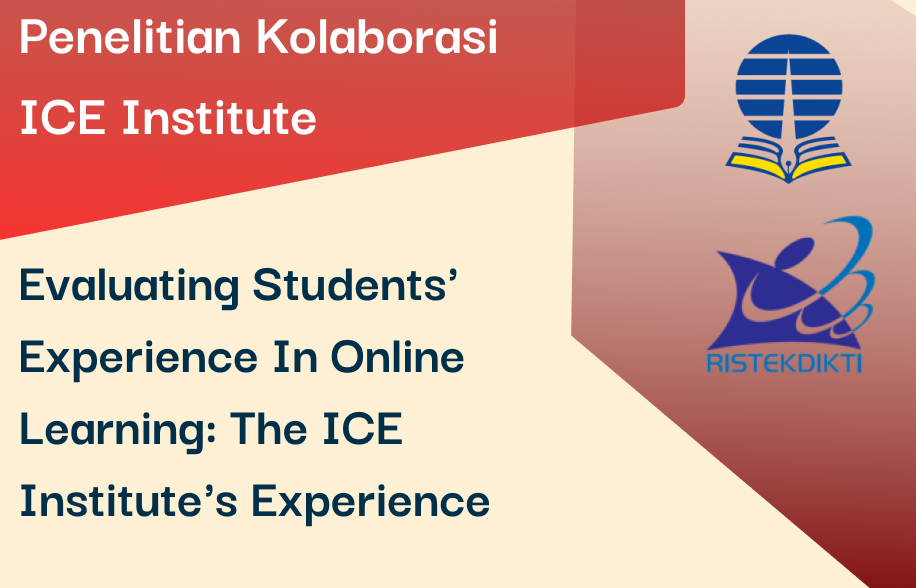 Penelitian Kolaborasi
ICE Institute
RISTEKDIKTI
Evaluating Students’
Experience In Online
Learning: The ICE
Institute’s Experience